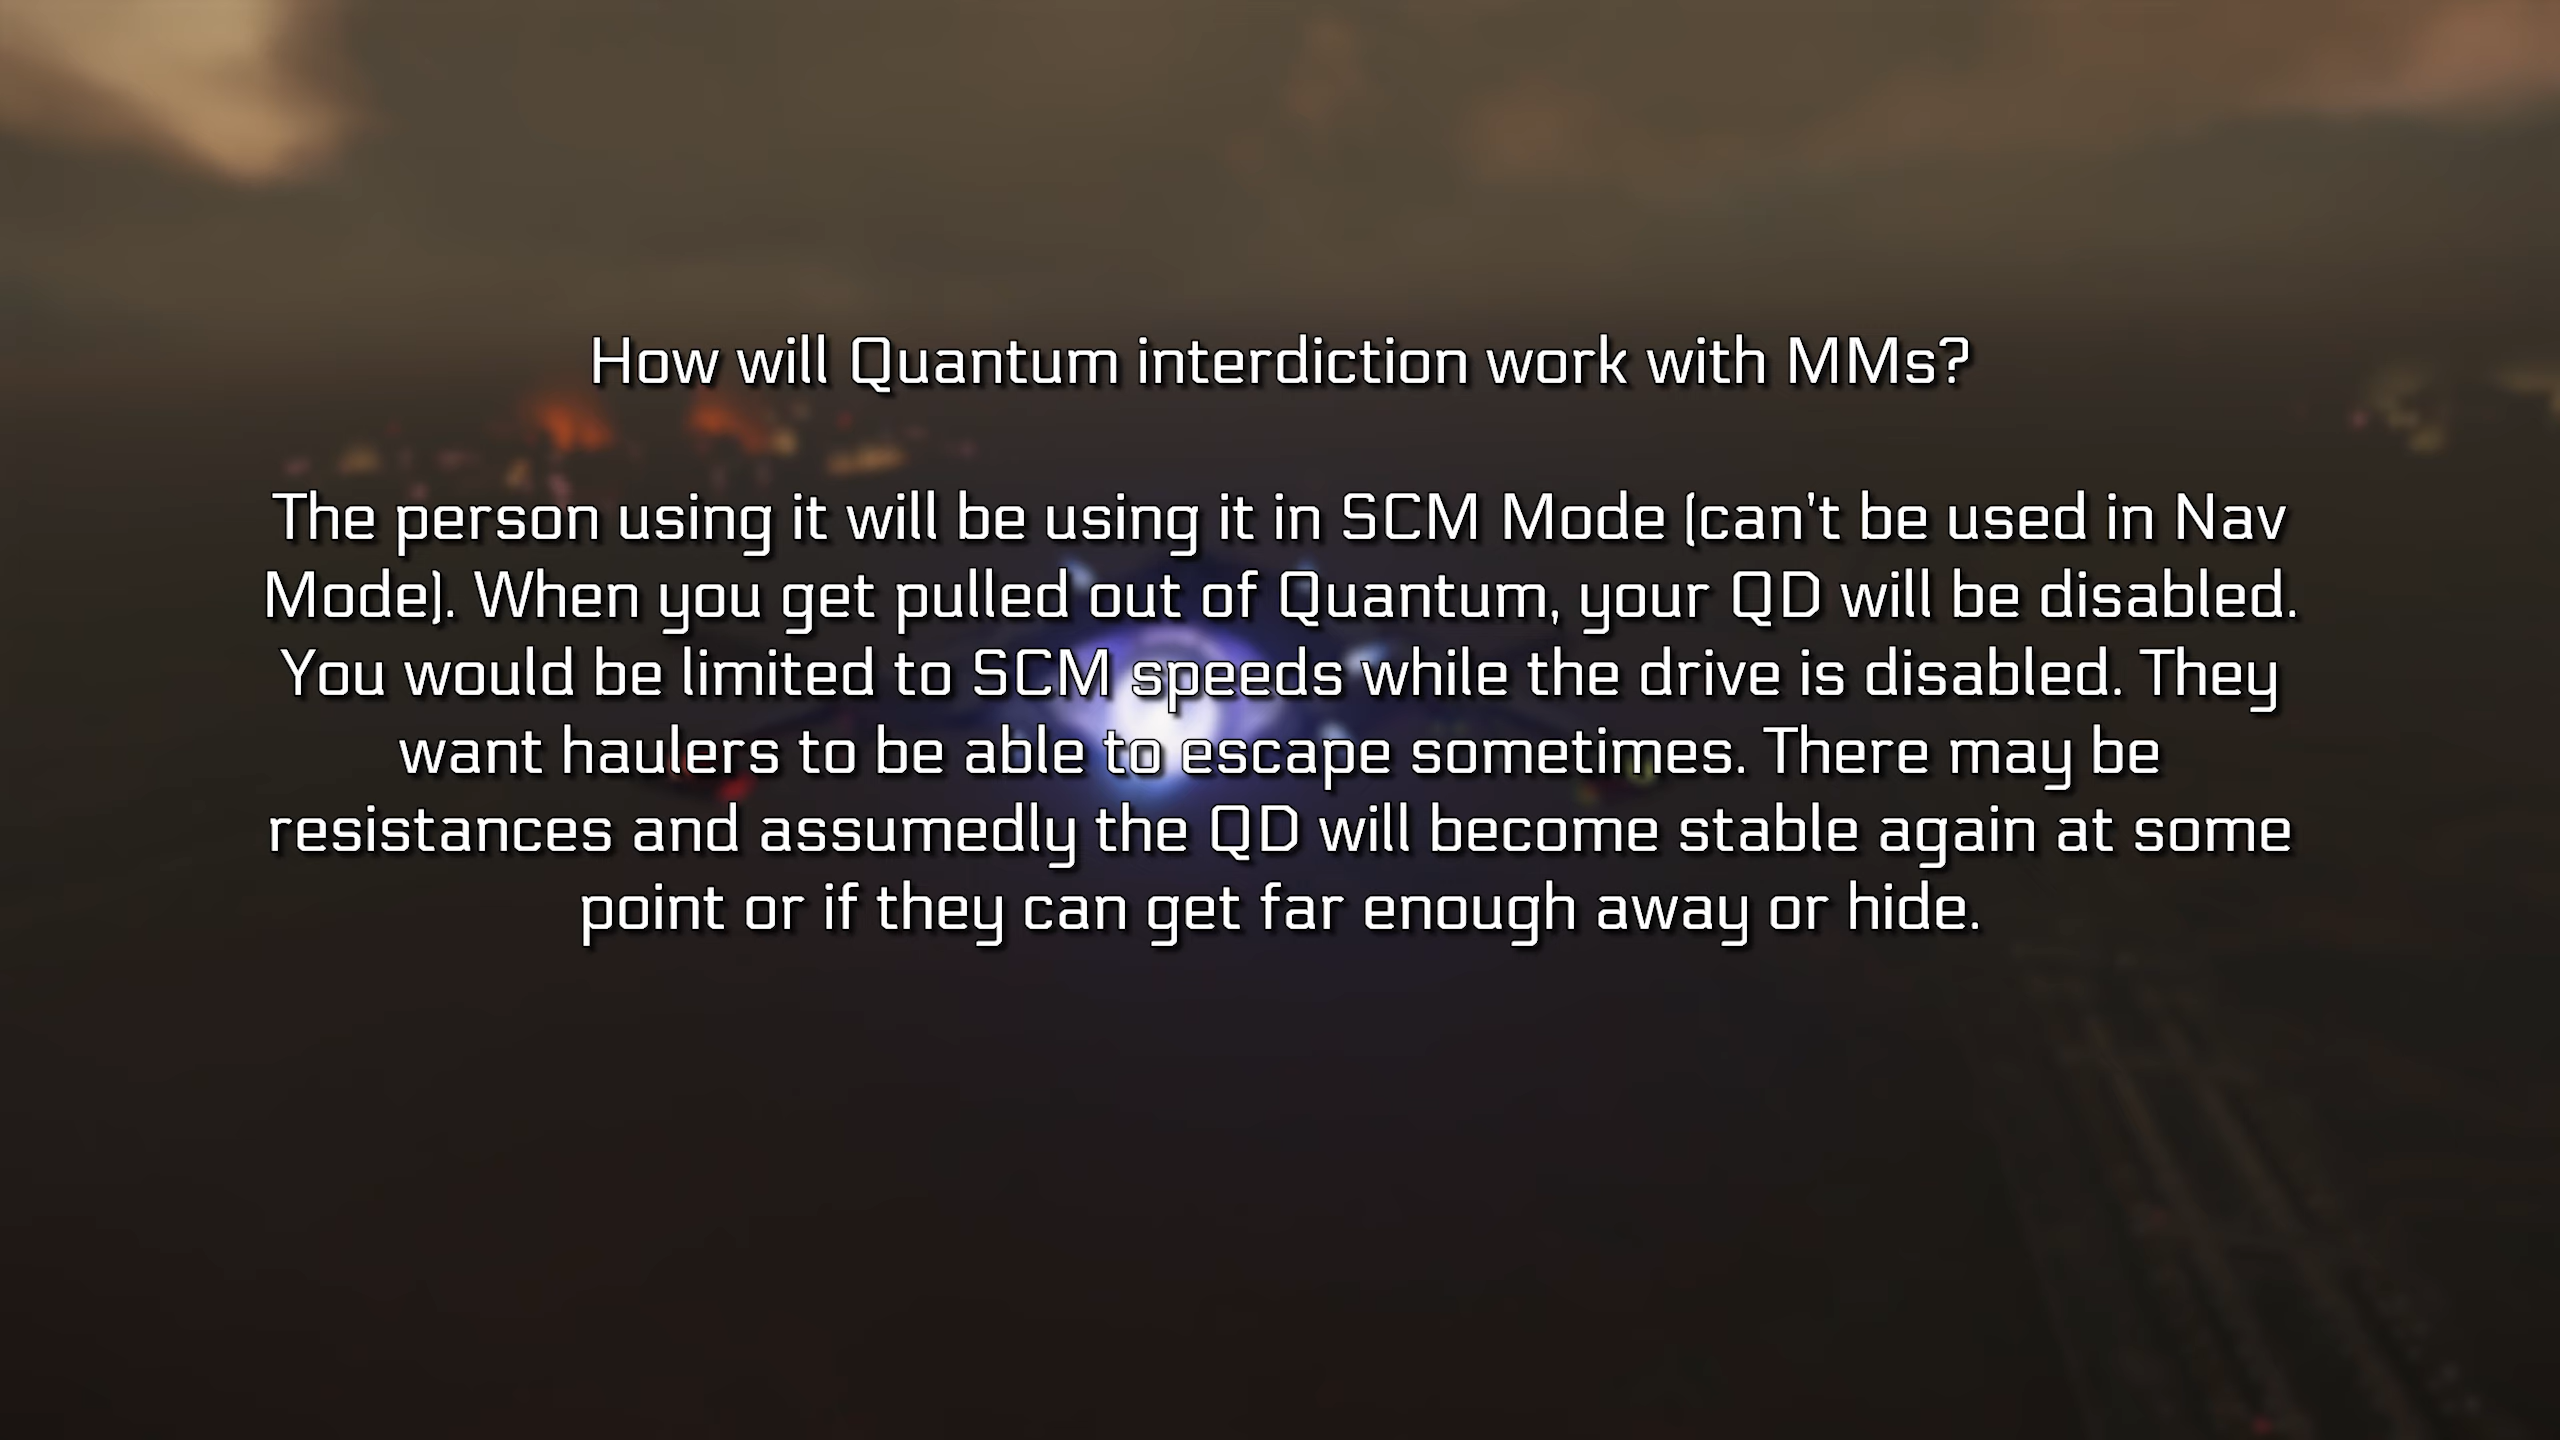 How will Quantum interdiction work with MMs?
The person using it will be using it in SCM Mode (can't be used in Nav
Mode). When you get pulled out of Quantum, your QD will be disabled.
You would be limited to SCM speeds while the drive is disabled. They
want haulers to be able to escape sometimes. There may be
resistances and assumedly the QD will become stable again at some
point or if they can get far enough away or hide.